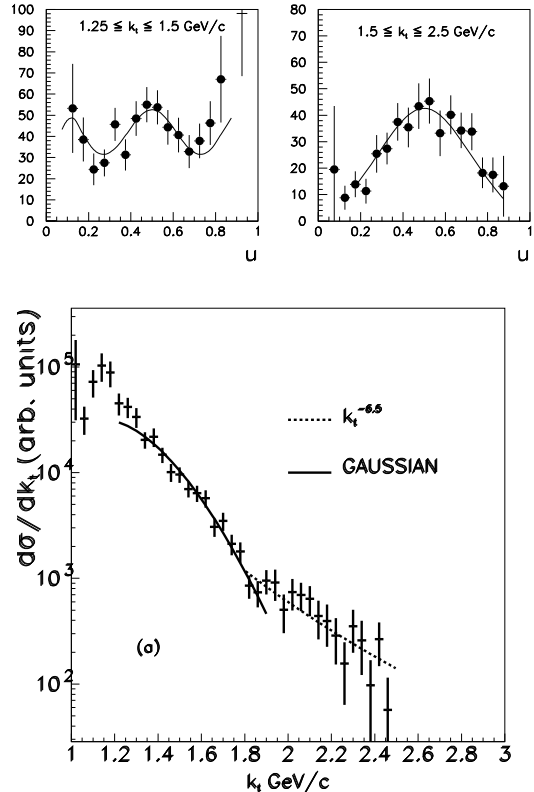 1.25 ≤ k_t ≤ 1.5 GeV/c
100
90
80
70
60
50
40
30
20
10
0
0 0.2 0.4 0.6 0.8 1
u
1.5 ≤ k_t ≤ 2.5 GeV/c
80
70
60
50
40
30
20
10
0
0 0.2 0.4 0.6 0.8 1
u
dσ/dk_t (arb. units)
10^5
10^4
10^3
10^2
k_t^-6.5
GAUSSIAN
(a)
1 1.2 1.4 1.6 1.8 2 2.2 2.4 2.6 2.8 3
k_t GeV/c